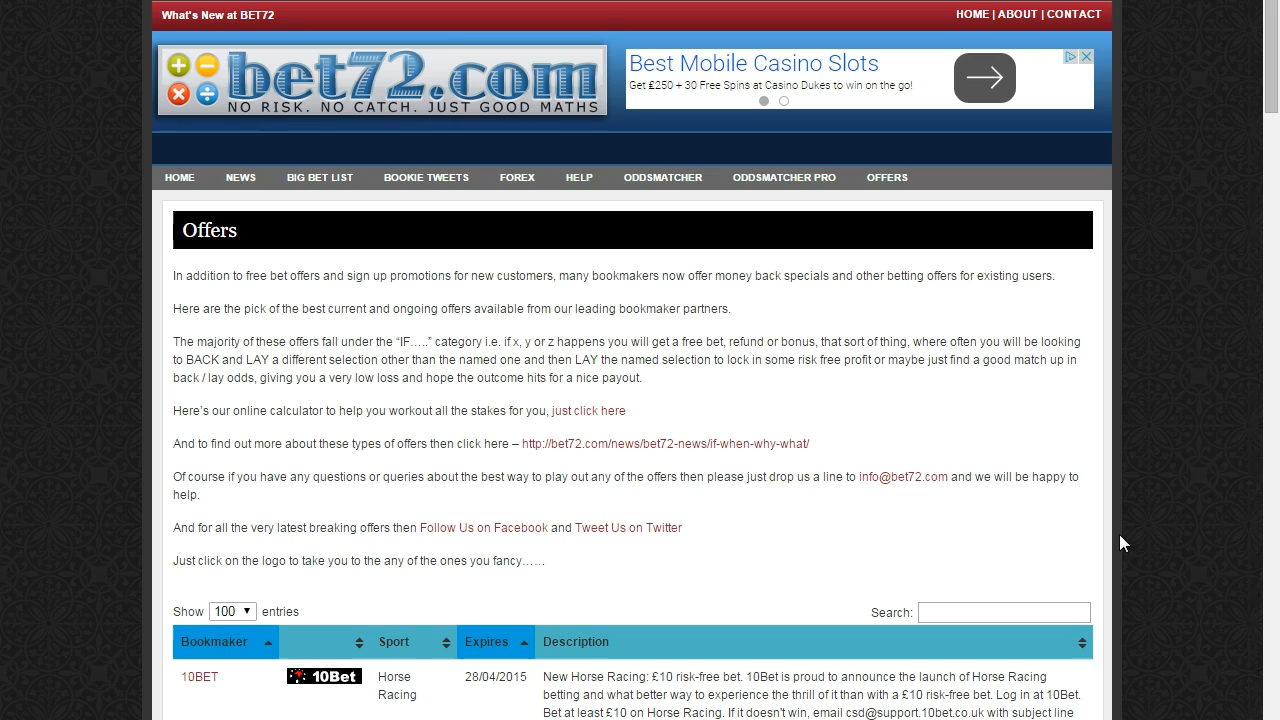 What's New at BET72
HOME | ABOUT | CONTACT
bet72.com
NO RISK. NO CATCH. JUST GOOD MATHS
Best Mobile Casino Slots
Get £250 + 30 Free Spins at Casino Dukes to win on the go!
HOME NEWS BIG BET LIST BOOKIE TWEETS FOREX HELP ODDSMATCHER ODDSMATCHER PRO OFFERS
Offers
In addition to free bet offers and sign up promotions for new customers, many bookmakers now offer money back specials and other betting offers for existing users.
Here are the pick of the best current and ongoing offers available from our leading bookmaker partners.
The majority of these offers fall under the “IF…..” category i.e. if x, y or z happens you will get a free bet, refund or bonus, that sort of thing, where often you will be looking
to BACK and LAY a different selection other than the named one and then LAY the named selection to lock in some risk free profit or maybe just find a good match up in
back / lay odds, giving you a very low loss and hope the outcome hits for a nice payout.
Here’s our online calculator to help you workout all the stakes for you, just click here
And to find out more about these types of offers then click here – http://bet72.com/news/bet72-news/if-when-why-what/
Of course if you have any questions or queries about the best way to play out any of the offers then please just drop us a line to info@bet72.com and we will be happy to
help.
And for all the very latest breaking offers then Follow Us on Facebook and Tweet Us on Twitter
Just click on the logo to take you to the any of the ones you fancy……
Show 100 entries
Search:
Bookmaker Sport Expires Description
10BET 10Bet Horse 28/04/2015 New Horse Racing: £10 risk-free bet. 10Bet is proud to announce the launch of Horse Racing
Racing betting and what better way to experience the thrill of it than with a £10 risk-free bet. Log in at 10Bet.
Bet at least £10 on Horse Racing. If it doesn't win, email csd@support.10bet.co.uk with subject line